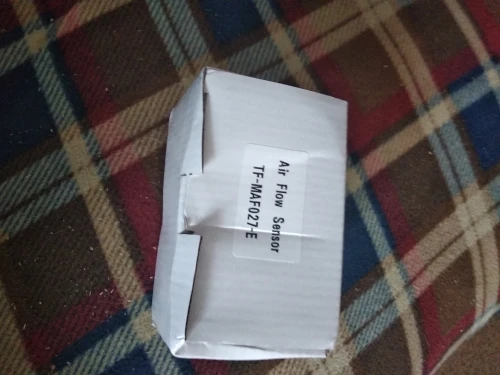 Air Flow Sensor
TF-MAF027-E